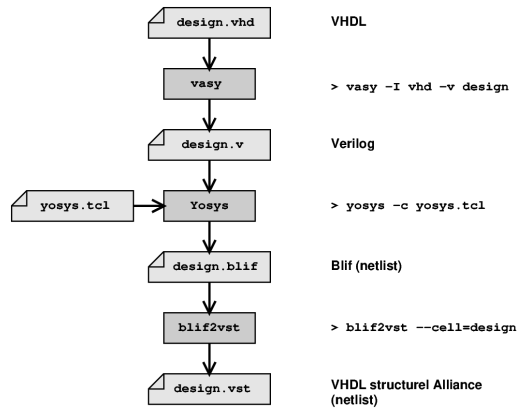 design.vhd VHDL
vasy > vasy -I vhd -v design
design.v Verilog
yosys.tcl Yosys > yosys -c yosys.tcl
design.blif Blif (netlist)
blif2vst > blif2vst --cell=design
design.vst VHDL structurel Alliance
(netlist)